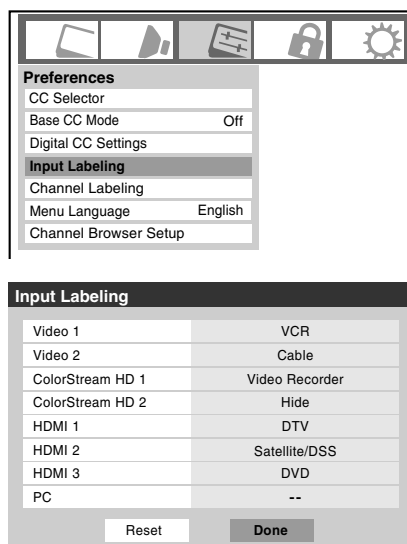 Preferences
CC Selector
Base CC Mode Off
Digital CC Settings
Input Labeling
Channel Labeling
Menu Language English
Channel Browser Setup
Input Labeling
Video 1 VCR
Video 2 Cable
ColorStream HD 1 Video Recorder
ColorStream HD 2 Hide
HDMI 1 DTV
HDMI 2 Satellite/DSS
HDMI 3 DVD
PC --
Reset Done